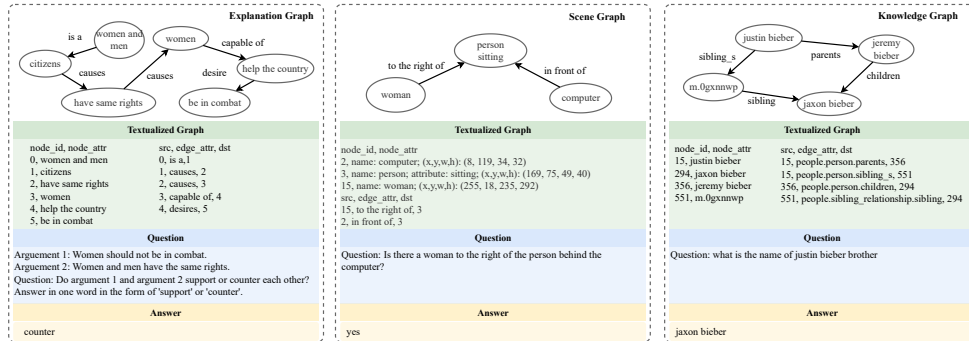 Explanation Graph
is a
women and
men
women
capable of
citizens
help the country
causes
causes
desire
have same rights
be in combat
Textualized Graph
node_id, node_attr
0, women and men
1, citizens
2, have same rights
3, women
4, help the country
5, be in combat
src, edge_attr, dst
0, is a,1
1, causes, 2
2, causes, 3
3, capable of, 4
4, desires, 5
Question
Arguement 1: Women should not be in combat.
Arguement 2: Women and men have the same rights.
Question: Do argument 1 and argument 2 support or counter each other?
Answer in one word in the form of 'support' or 'counter'.
Answer
counter
Scene Graph
person
sitting
to the right of
in front of
woman
computer
Textualized Graph
node_id, node_attr
2, name: computer; (x,y,w,h): (8, 119, 34, 32)
3, name: person; attribute: sitting; (x,y,w,h): (169, 75, 49, 40)
15, name: woman; (x,y,w,h): (255, 18, 235, 292)
src, edge_attr, dst
15, to the right of, 3
2, in front of, 3
Question
Question: Is there a woman to the right of the person behind the
computer?
Answer
yes
Knowledge Graph
justin bieber
jeremy
bieber
sibling_s
parents
m.0gxnnwp
children
sibling
jaxon bieber
Textualized Graph
node_id, node_attr
15, justin bieber
294, jaxon bieber
356, jeremy bieber
551, m.0gxnnwp
src, edge_attr, dst
15, people.person.parents, 356
15, people.person.sibling_s, 551
356, people.person.children, 294
551, people.sibling_relationship.sibling, 294
Question
Question: what is the name of justin bieber brother
Answer
jaxon bieber